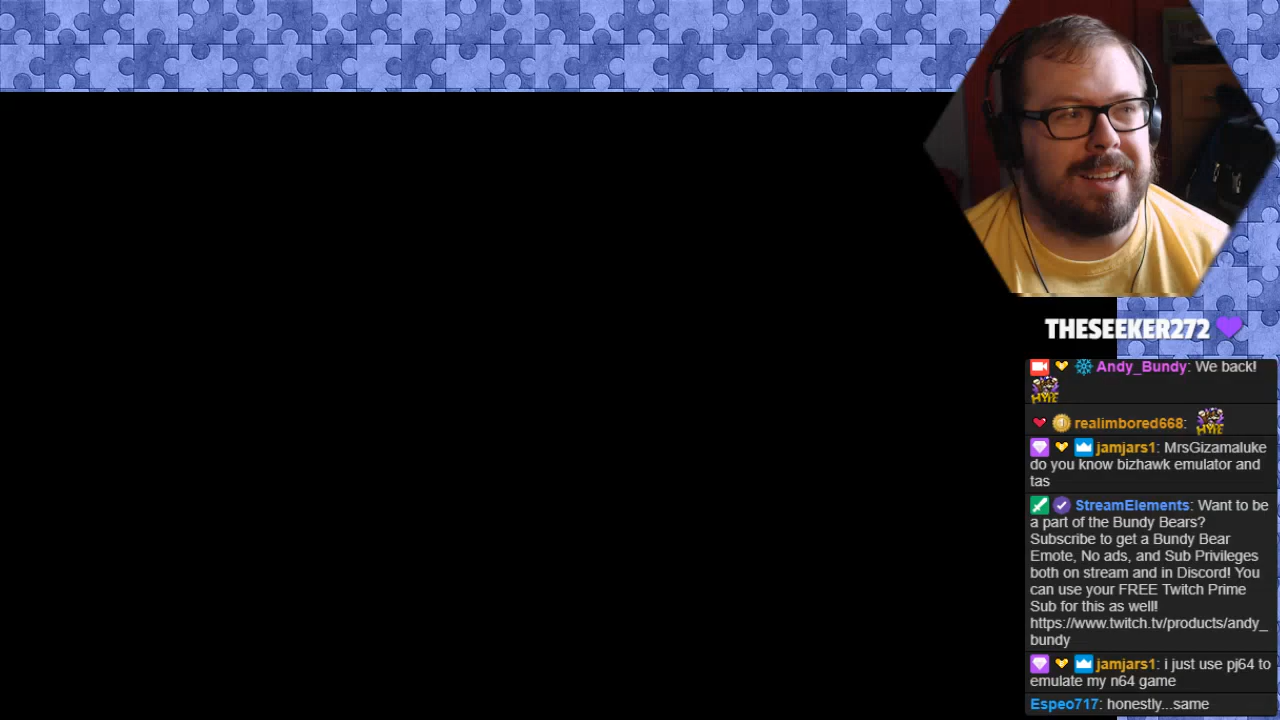 THESEEKER272
Andy_Bundy: We back!
HYPE
realimbored668: HYPE
jamjars1: MrsGizamaluke
do you know bizhawk emulator and
tas
StreamElements: Want to be
a part of the Bundy Bears?
Subscribe to get a Bundy Bear
Emote, No ads, and Sub Privileges
both on stream and in Discord! You
can use your FREE Twitch Prime
Sub for this as well!
https://www.twitch.tv/products/andy_
bundy
jamjars1: i just use pj64 to
emulate my n64 game
Espeo717: honestly...same